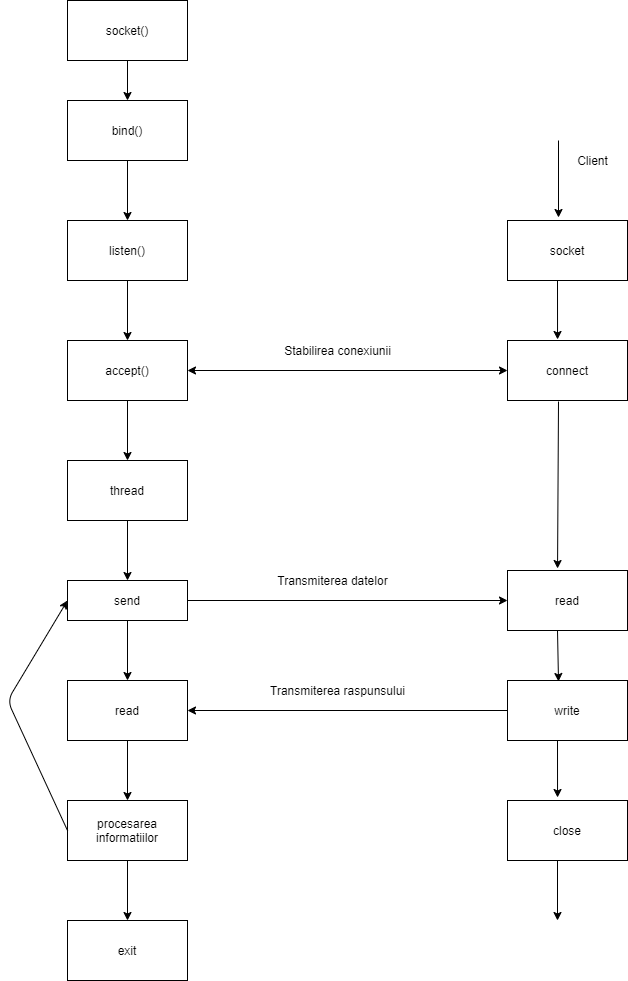 socket()
bind()
Client
listen()
socket
accept()
Stabilirea conexiunii
connect
thread
send
Transmiterea datelor
read
read
Transmiterea raspunsului
write
procesarea
informatiilor
close
exit